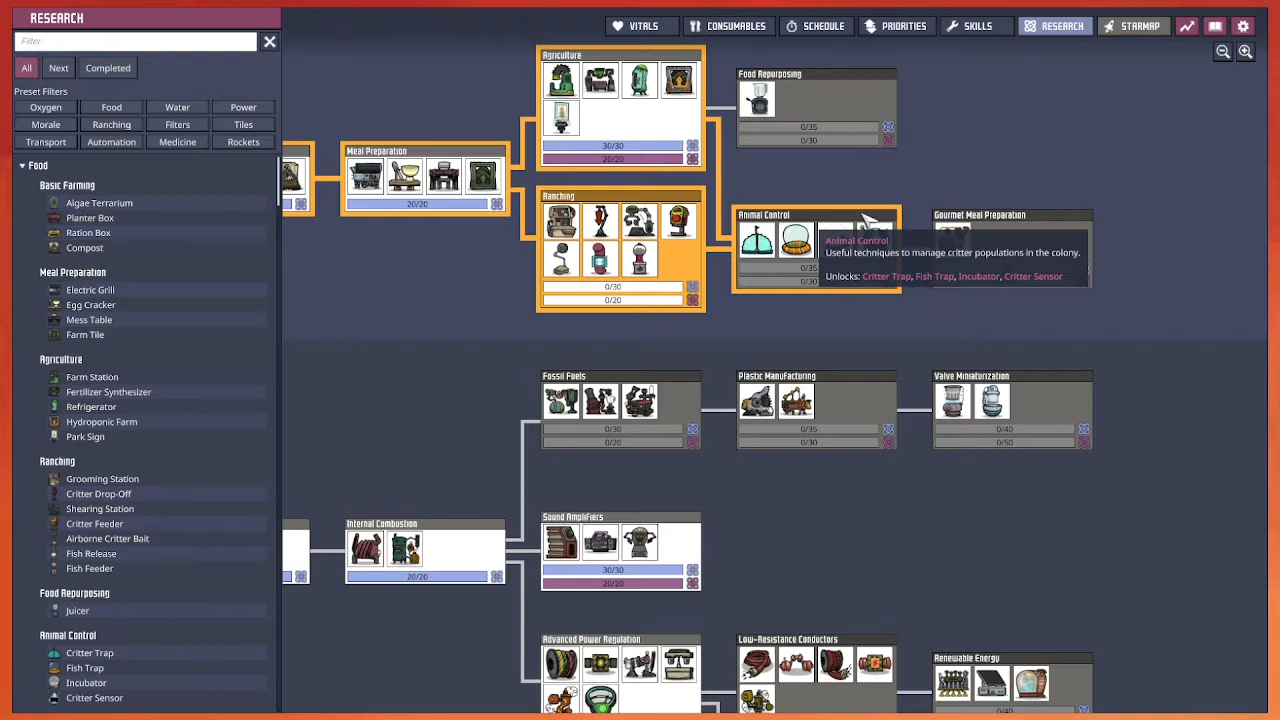 RESEARCH
VITALS
CONSUMABLES
SCHEDULE
PRIORITIES
SKILLS
RESEARCH
STARMAP
Filter
All
Next
Completed
Preset Filters
Oxygen
Food
Water
Power
Morale
Ranching
Filters
Tiles
Transport
Automation
Medicine
Rockets
Food
Basic Farming
Algae Terrarium
Planter Box
Ration Box
Compost
Meal Preparation
Electric Grill
Egg Cracker
Mess Table
Farm Tile
Agriculture
Farm Station
Fertilizer Synthesizer
Refrigerator
Hydroponic Farm
Park Sign
Ranching
Grooming Station
Critter Drop-Off
Shearing Station
Critter Feeder
Airborne Critter Bait
Fish Release
Fish Feeder
Food Repurposing
Juicer
Animal Control
Critter Trap
Fish Trap
Incubator
Critter Sensor
Meal Preparation
20/20
Agriculture
30/30
20/20
Food Repurposing
0/35
0/30
Ranching
0/30
0/20
Animal Control
0/35
0/30
Gourmet Meal Preparation
Animal Control
Useful techniques to manage critter populations in the colony.
Unlocks: Critter Trap, Fish Trap, Incubator, Critter Sensor
Fossil Fuels
0/30
0/20
Plastic Manufacturing
0/35
0/30
Valve Miniaturization
0/40
0/50
Internal Combustion
20/20
Sound Amplifiers
30/30
20/20
Advanced Power Regulation
Low-Resistance Conductors
Renewable Energy
0/40